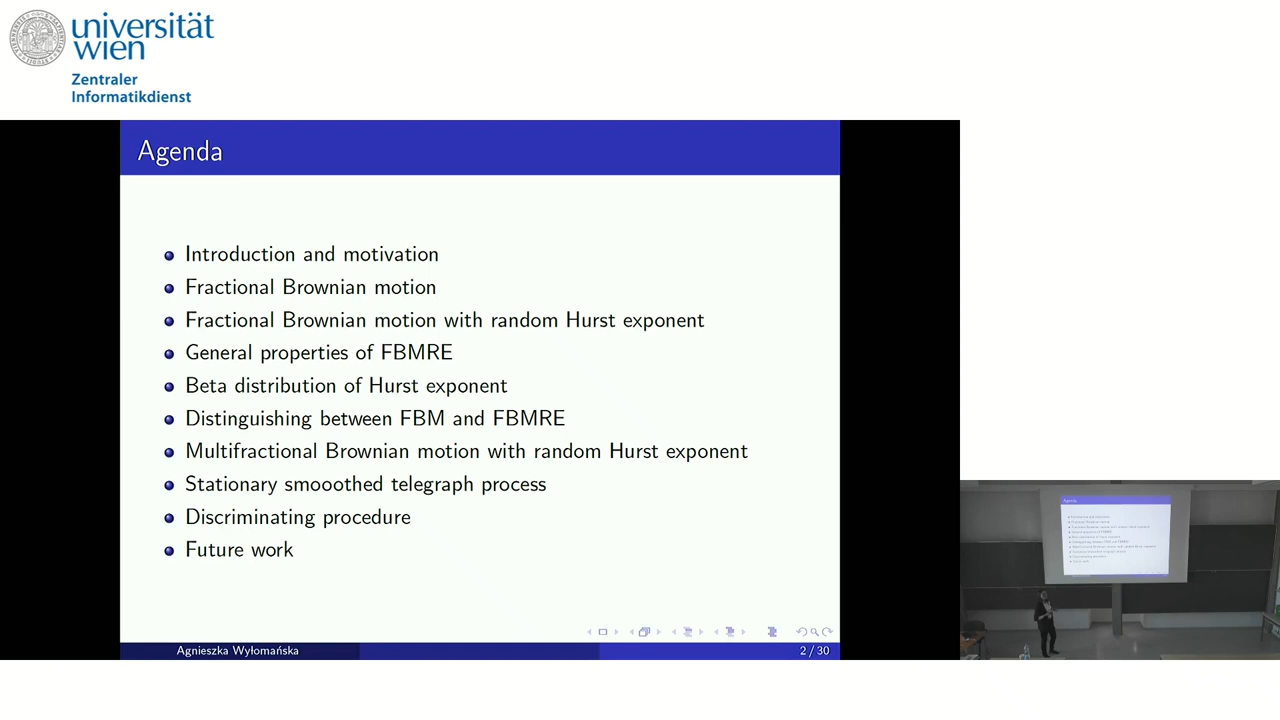 universität
wien
Zentraler
Informatikdienst
Agenda
Introduction and motivation
Fractional Brownian motion
Fractional Brownian motion with random Hurst exponent
General properties of FBMRE
Beta distribution of Hurst exponent
Distinguishing between FBM and FBMRE
Multifractional Brownian motion with random Hurst exponent
Stationary smooothed telegraph process
Discriminating procedure
Future work
Agnieszka Wyłomańska
2 / 30
Agenda